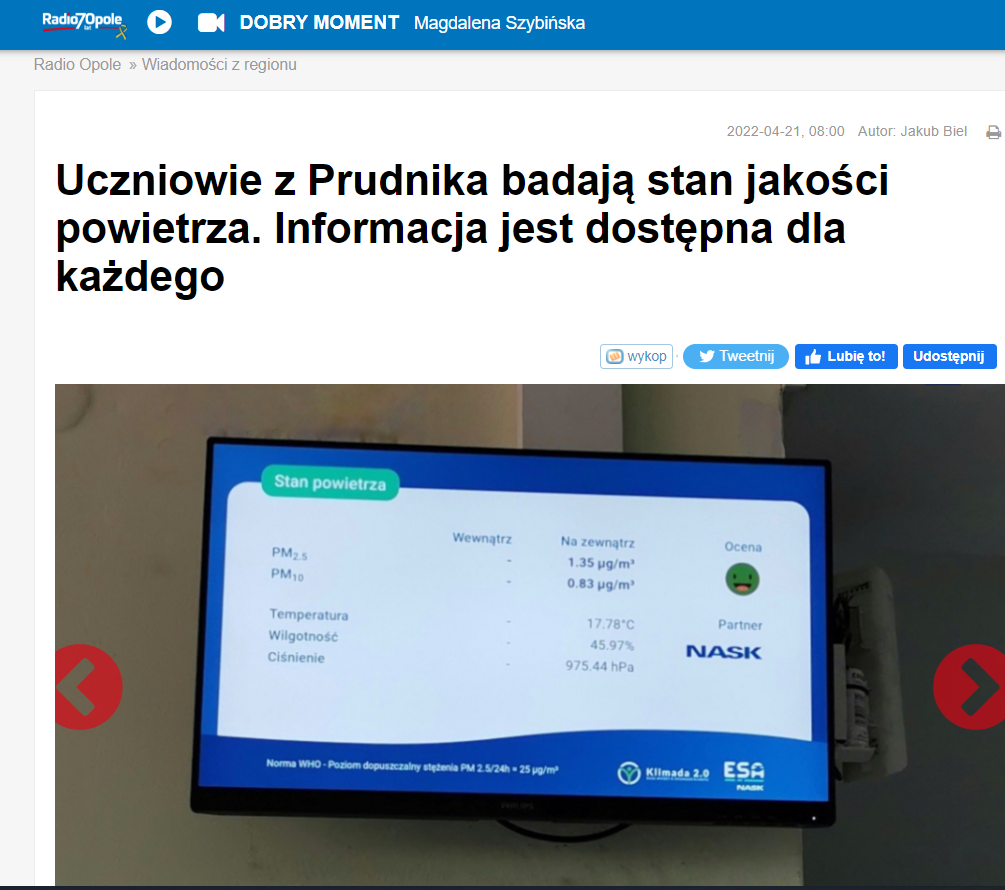 Radio70pole
lat
DOBRY MOMENT Magdalena Szybińska
Radio Opole » Wiadomości z regionu
2022-04-21, 08:00 Autor: Jakub Biel
Uczniowie z Prudnika badają stan jakości
powietrza. Informacja jest dostępna dla
każdego
wykop · Tweetnij Lubię to! Udostępnij
Stan powietrza
Wewnątrz Na zewnątrz Ocena
PM2.5 - 1.35 µg/m³
PM10 - 0.83 µg/m³
Temperatura - 17.78°C Partner
Wilgotność - 45.97% NASK
Ciśnienie - 975.44 hPa
Norma WHO - Poziom dopuszczalny stężenia PM 2.5/24h = 25 µg/m³
Klimada 2.0 ESA
NASK
PHILIPS